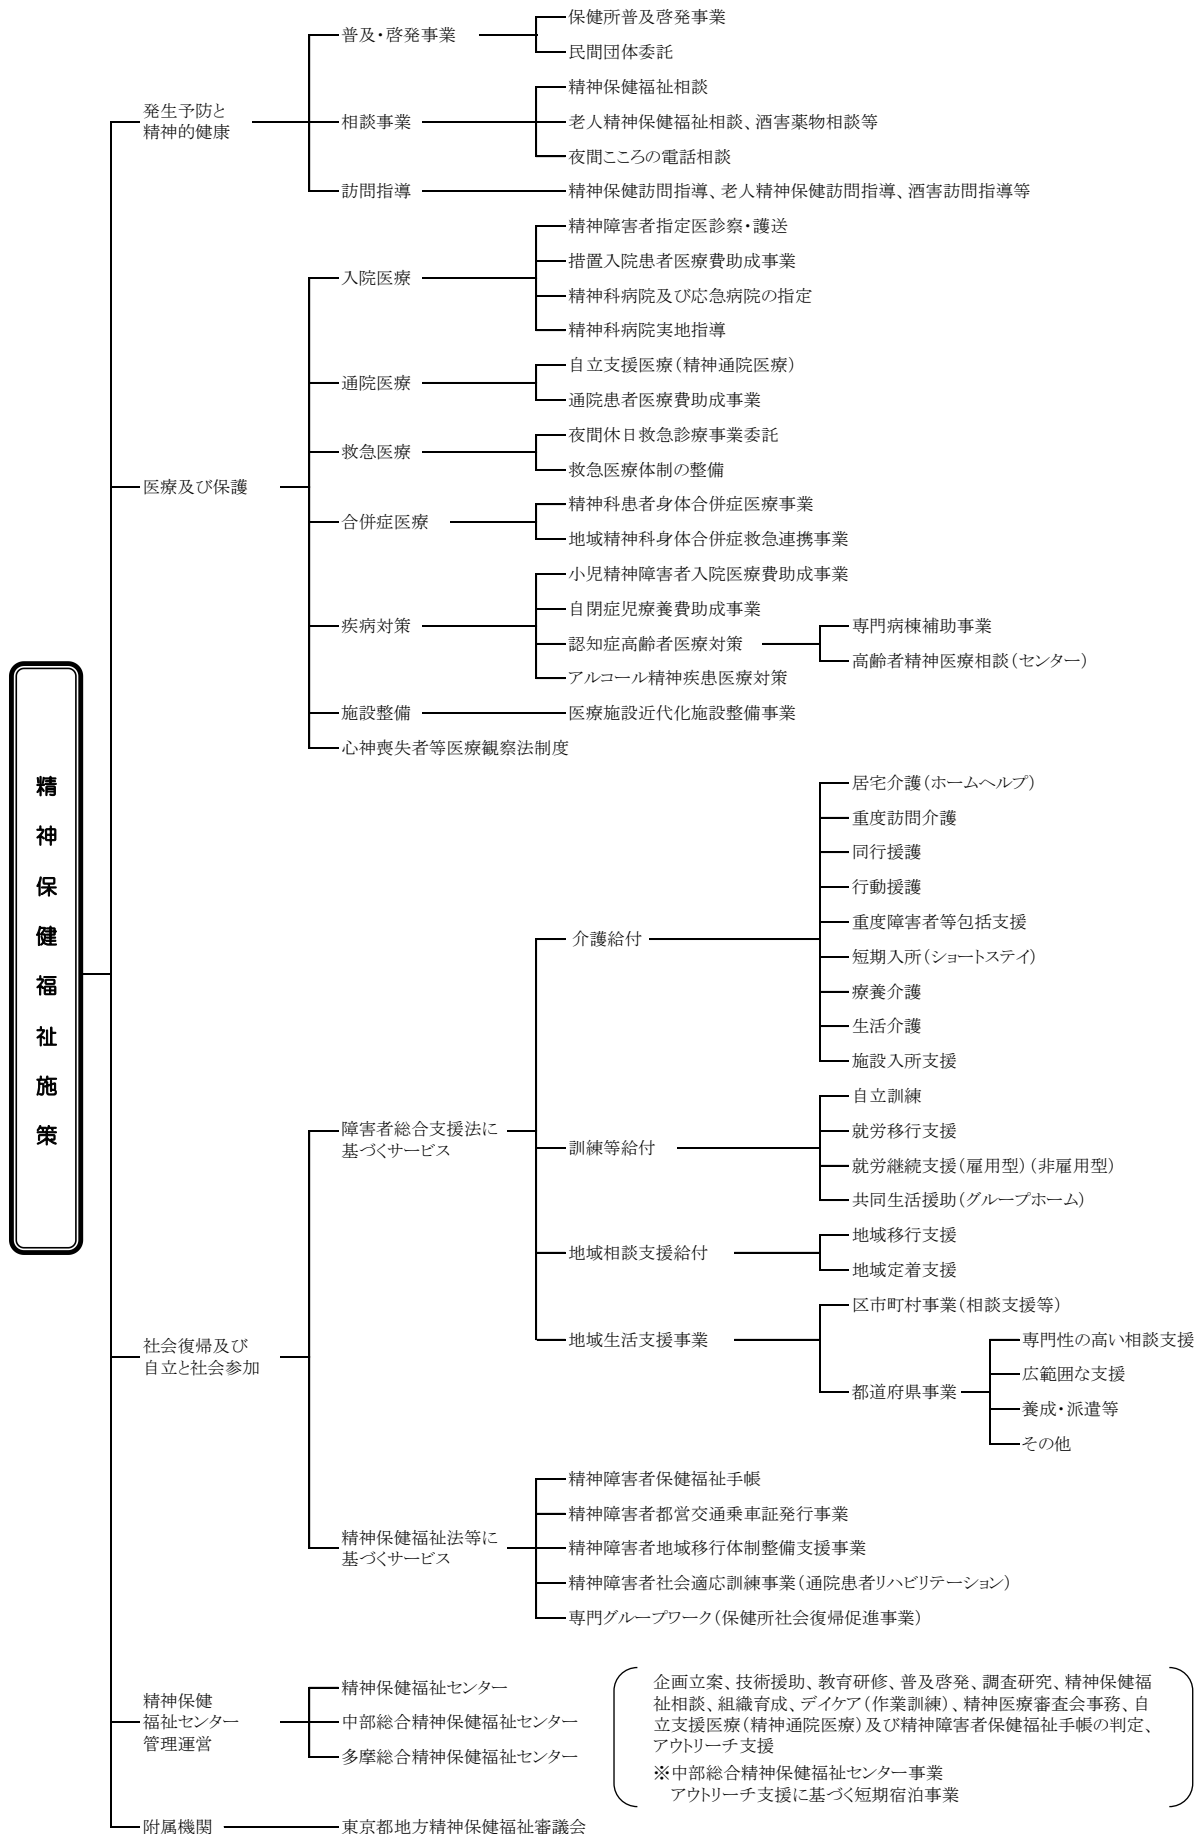 精神保健福祉施策
発生予防と
精神的健康
普及・啓発事業
保健所普及啓発事業
民間団体委託
相談事業
精神保健福祉相談
老人精神保健福祉相談、酒害薬物相談等
夜間こころの電話相談
訪問指導
精神保健訪問指導、老人精神保健訪問指導、酒害訪問指導等
医療及び保護
入院医療
精神障害者指定医診察・護送
措置入院患者医療費助成事業
精神科病院及び応急病院の指定
精神科病院実地指導
通院医療
自立支援医療(精神通院医療)
通院患者医療費助成事業
救急医療
夜間休日救急診療事業委託
救急医療体制の整備
合併症医療
精神科患者身体合併症医療事業
地域精神科身体合併症救急連携事業
疾病対策
小児精神障害者入院医療費助成事業
自閉症児療養費助成事業
認知症高齢者医療対策
専門病棟補助事業
高齢者精神医療相談(センター)
アルコール精神疾患医療対策
施設整備
医療施設近代化施設整備事業
心神喪失者等医療観察法制度
社会復帰及び
自立と社会参加
障害者総合支援法に
基づくサービス
介護給付
居宅介護(ホームヘルプ)
重度訪問介護
同行援護
行動援護
重度障害者等包括支援
短期入所(ショートステイ)
療養介護
生活介護
施設入所支援
訓練等給付
自立訓練
就労移行支援
就労継続支援(雇用型)(非雇用型)
共同生活援助(グループホーム)
地域相談支援給付
地域移行支援
地域定着支援
地域生活支援事業
区市町村事業(相談支援等)
都道府県事業
専門性の高い相談支援
広範囲な支援
養成・派遣等
その他
精神保健福祉法等に
基づくサービス
精神障害者保健福祉手帳
精神障害者都営交通乗車証発行事業
精神障害者地域移行体制整備支援事業
精神障害者社会適応訓練事業(通院患者リハビリテーション)
専門グループワーク(保健所社会復帰促進事業)
精神保健
福祉センター
管理運営
精神保健福祉センター
中部総合精神保健福祉センター
多摩総合精神保健福祉センター
企画立案、技術援助、教育研修、普及啓発、調査研究、精神保健福
祉相談、組織育成、デイケア(作業訓練)、精神医療審査会事務、自
立支援医療(精神通院医療)及び精神障害者保健福祉手帳の判定、
アウトリーチ支援
※中部総合精神保健福祉センター事業
アウトリーチ支援に基づく短期宿泊事業
附属機関
東京都地方精神保健福祉審議会